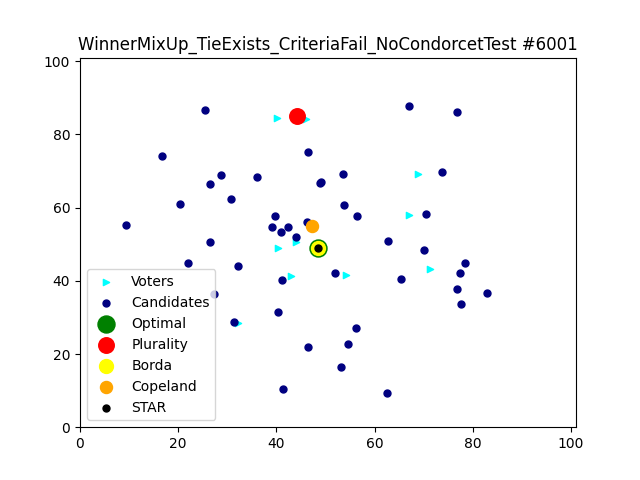 WinnerMixUp_TieExists_CriteriaFail_NoCondorcetTest #6001
100
80
60
40
20
0
Voters
Candidates
Optimal
Plurality
Borda
Copeland
STAR
0 20 40 60 80 100